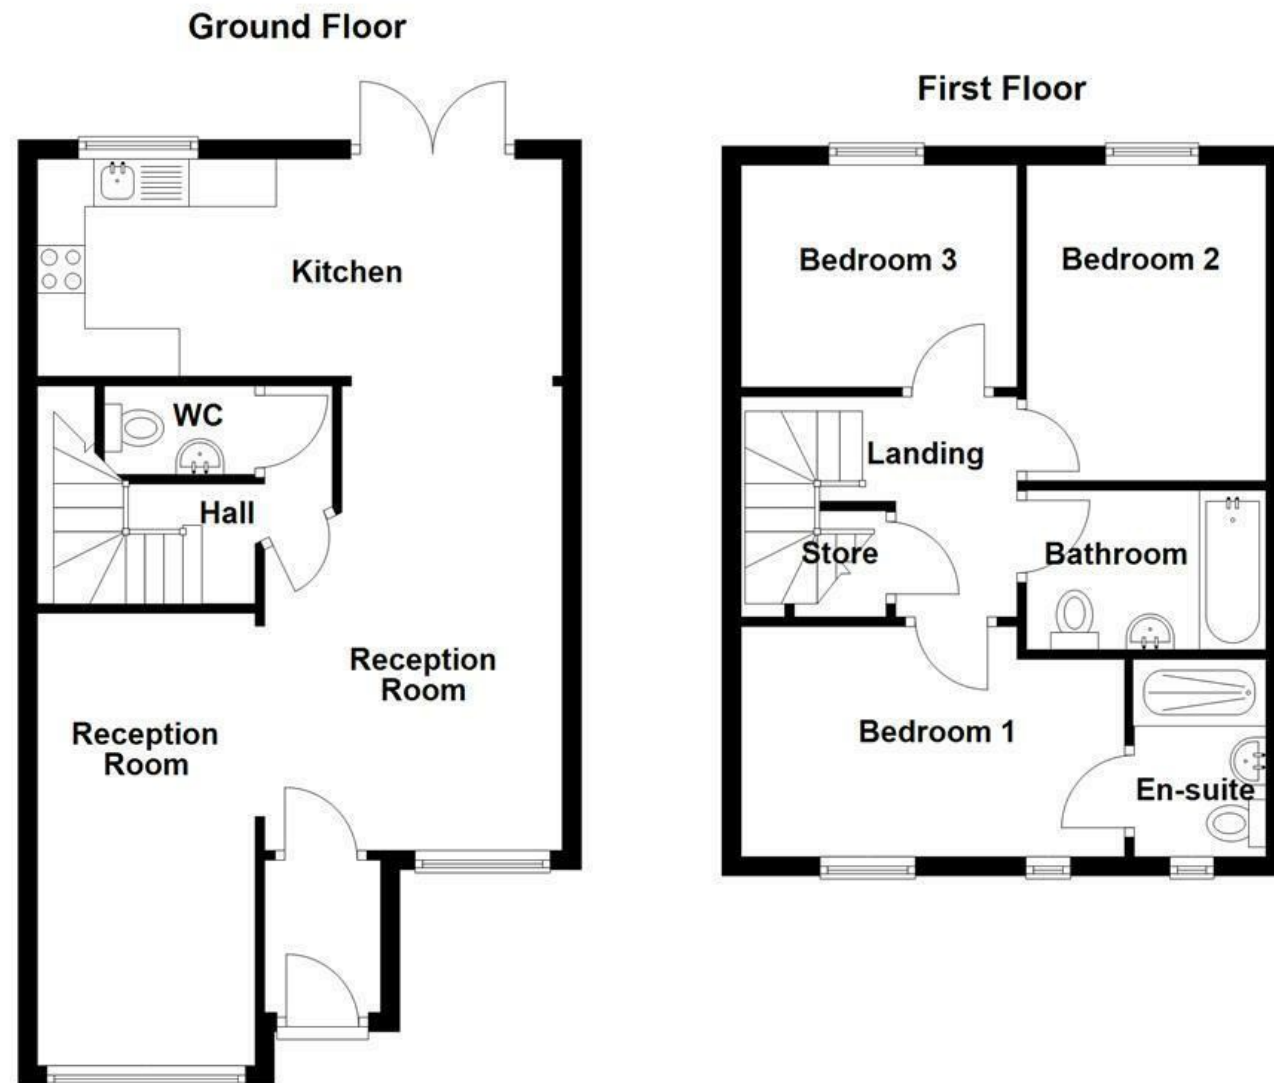 Ground Floor
Kitchen
WC
Hall
Reception
Room
Reception
Room
First Floor
Bedroom 3
Bedroom 2
Landing
Store
Bathroom
Bedroom 1
En-suite